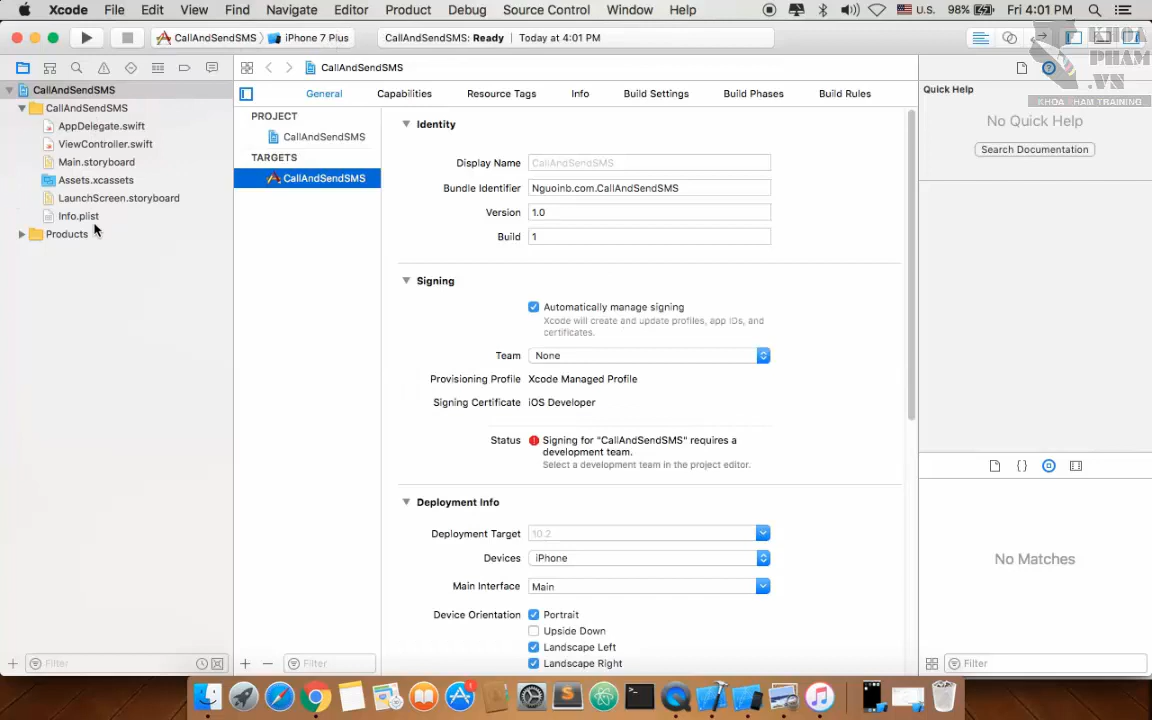 Xcode File Edit View Find Navigate Editor Product Debug Source Control Window Help U.S. 98% Fri 4:01 PM
CallAndSendSMS iPhone 7 Plus CallAndSendSMS: Ready Today at 4:01 PM
KHOA
PHAM
.VN
KHOA PHAM TRAINING
CallAndSendSMS
CallAndSendSMS
CallAndSendSMS
AppDelegate.swift
ViewController.swift
Main.storyboard
Assets.xcassets
LaunchScreen.storyboard
Info.plist
Products
Filter
General Capabilities Resource Tags Info Build Settings Build Phases Build Rules
PROJECT
CallAndSendSMS
TARGETS
CallAndSendSMS
Filter
Identity
Display Name CallAndSendSMS
Bundle Identifier Nguoinb.com.CallAndSendSMS
Version 1.0
Build 1
Signing
Automatically manage signing
Xcode will create and update profiles, app IDs, and
certificates.
Team None
Provisioning Profile Xcode Managed Profile
Signing Certificate iOS Developer
Status Signing for "CallAndSendSMS" requires a
development team.
Select a development team in the project editor.
Deployment Info
Deployment Target 10.2
Devices iPhone
Main Interface Main
Device Orientation Portrait
Upside Down
Landscape Left
Landscape Right
Quick Help
No Quick Help
Search Documentation
{ }
No Matches
Filter